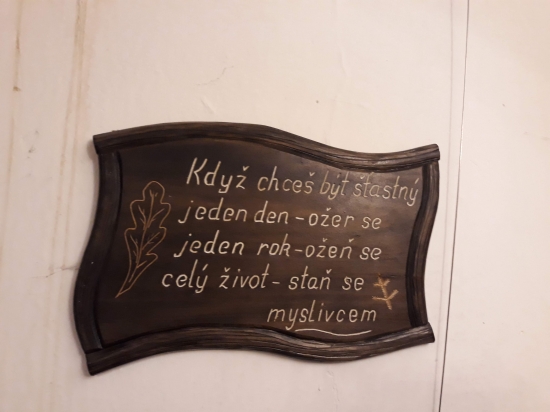 Když chceš být šťastný
jeden den - ožer se
jeden rok - ožeň se
celý život - staň se
myslivcem